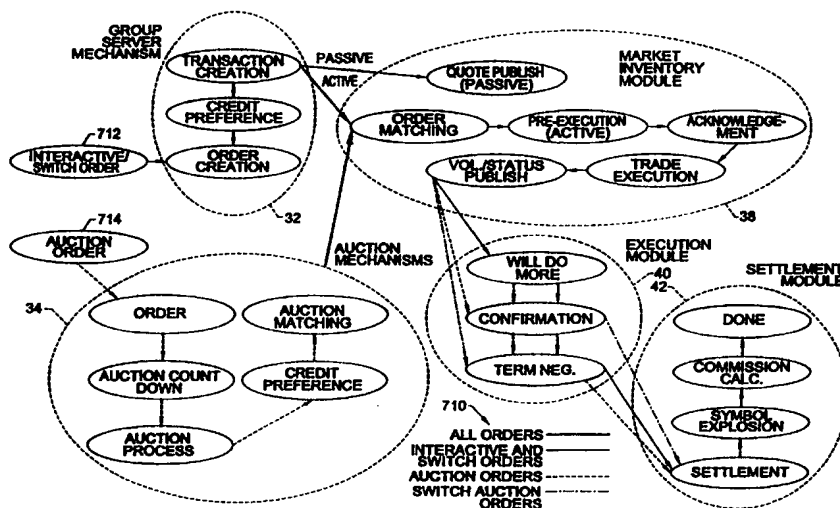 GROUP
SERVER
MECHANISM
TRANSACTION
CREATION
CREDIT
PREFERENCE
ORDER
CREATION
32
712
INTERACTIVE/
SWITCH ORDER
PASSIVE
ACTIVE
QUOTE PUBLISH
(PASSIVE)
MARKET
INVENTORY
MODULE
ORDER
MATCHING
PRE-EXECUTION
(ACTIVE)
ACKNOWLEDGE-
MENT
VOL./STATUS
PUBLISH
TRADE
EXECUTION
38
714
AUCTION
ORDER
AUCTION
MECHANISMS
34
ORDER
AUCTION COUNT
DOWN
AUCTION
PROCESS
AUCTION
MATCHING
CREDIT
PREFERENCE
EXECUTION
MODULE
40
WILL DO
MORE
CONFIRMATION
TERM NEG.
SETTLEMENT
MODULE
42
DONE
COMMISSION
CALC.
SYMBOL
EXPLOSION
SETTLEMENT
710
ALL ORDERS
INTERACTIVE AND
SWITCH ORDERS
AUCTION ORDERS
SWITCH AUCTION
ORDERS